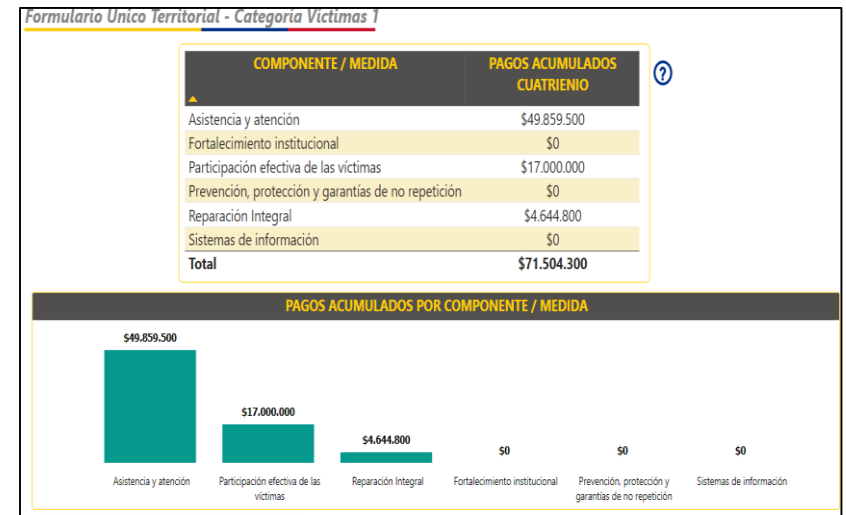 Formulario Unico Territorial - Categoría Víctimas 1
COMPONENTE / MEDIDA PAGOS ACUMULADOS CUATRIENIO
?
Asistencia y atención $49.859.500
Fortalecimiento institucional $0
Participación efectiva de las víctimas $17.000.000
Prevención, protección y garantías de no repetición $0
Reparación Integral $4.644.800
Sistemas de información $0
Total $71.504.300
PAGOS ACUMULADOS POR COMPONENTE / MEDIDA
$49.859.500
$17.000.000
$4.644.800
$0
$0
$0
Asistencia y atención
Participación efectiva de las
víctimas
Reparación Integral
Fortalecimiento institucional
Prevención, protección y
garantías de no repetición
Sistemas de información